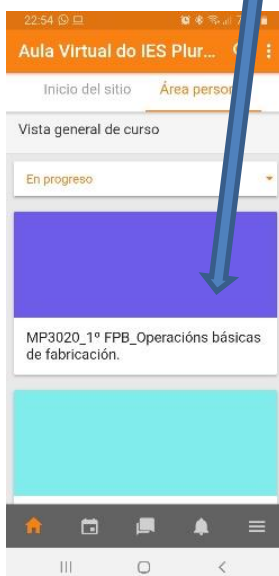 22:54
Aula Virtual do IES Plur...
Inicio del sitio Área person
Vista general de curso
En progreso
MP3020_1º FPB_Operacións básicas
de fabricación.